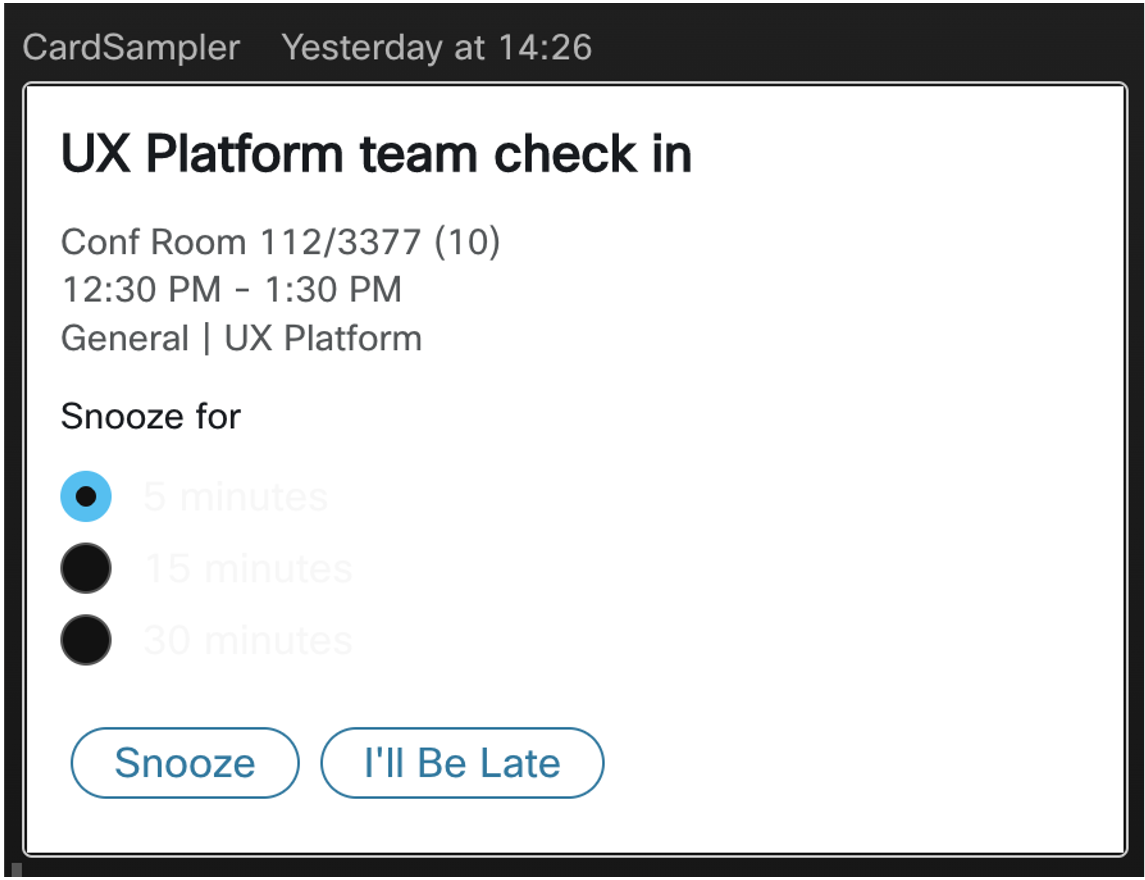 CardSampler Yesterday at 14:26
UX Platform team check in
Conf Room 112/3377 (10)
12:30 PM - 1:30 PM
General | UX Platform
Snooze for
5 minutes
15 minutes
30 minutes
Snooze I'll Be Late